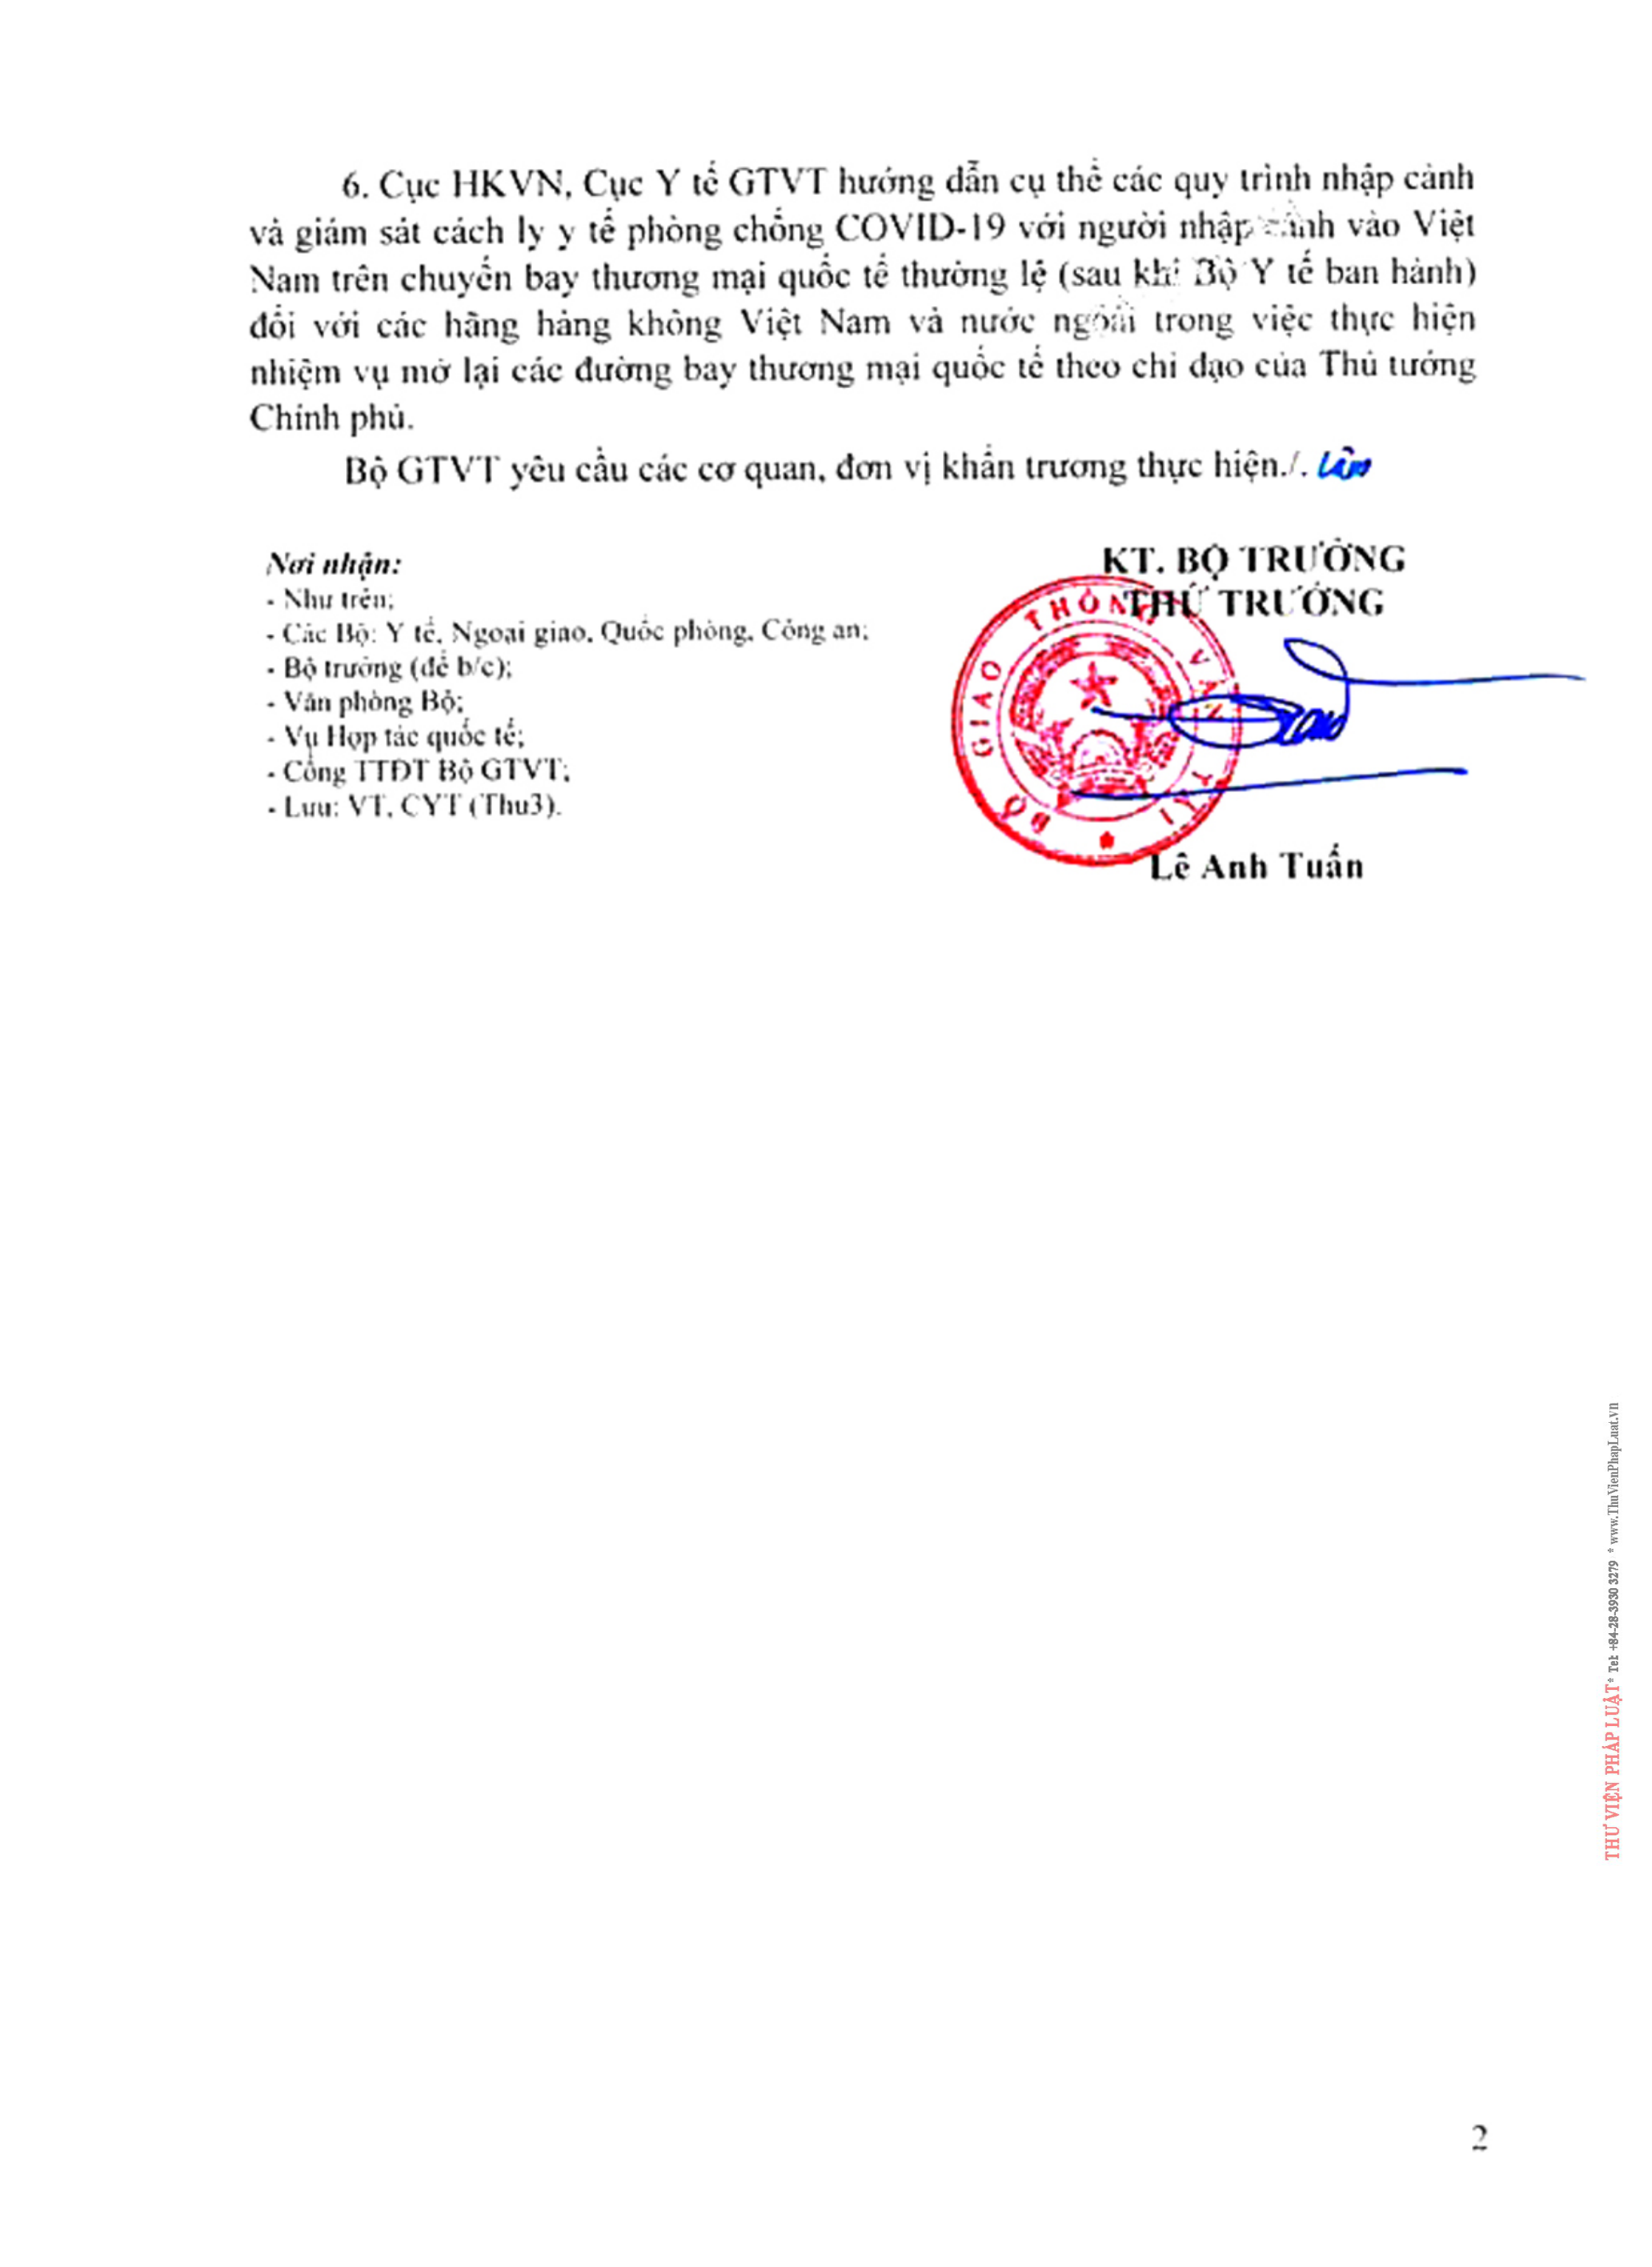 6. Cục HKVN, Cục Y tế GTVT hướng dẫn cụ thể các quy trình nhập cảnh
và giám sát cách ly y tế phòng chống COVID-19 với người nhập cảnh vào Việt
Nam trên chuyến bay thương mại quốc tế thường lệ (sau khi Bộ Y tế ban hành)
đối với các hãng hàng không Việt Nam và nước ngoài trong việc thực hiện
nhiệm vụ mở lại các đường bay thương mại quốc tế theo chỉ đạo của Thủ tướng
Chính phủ.
Bộ GTVT yêu cầu các cơ quan, đơn vị khẩn trương thực hiện./.
Nơi nhận:
- Như trên;
- Các Bộ: Y tế, Ngoại giao, Quốc phòng, Công an;
- Bộ trưởng (để b/c);
- Văn phòng Bộ;
- Vụ Hợp tác quốc tế;
- Cổng TTĐT Bộ GTVT;
- Lưu: VT, CYT (Thu3).
KT. BỘ TRƯỞNG
THỨ TRƯỞNG
BỘ GIAO THÔNG VẬN TẢI
Lê Anh Tuấn
THƯ VIỆN PHÁP LUẬT * Tel: +84-28-3930 3279 * www.ThuVienPhapLuat.vn
2